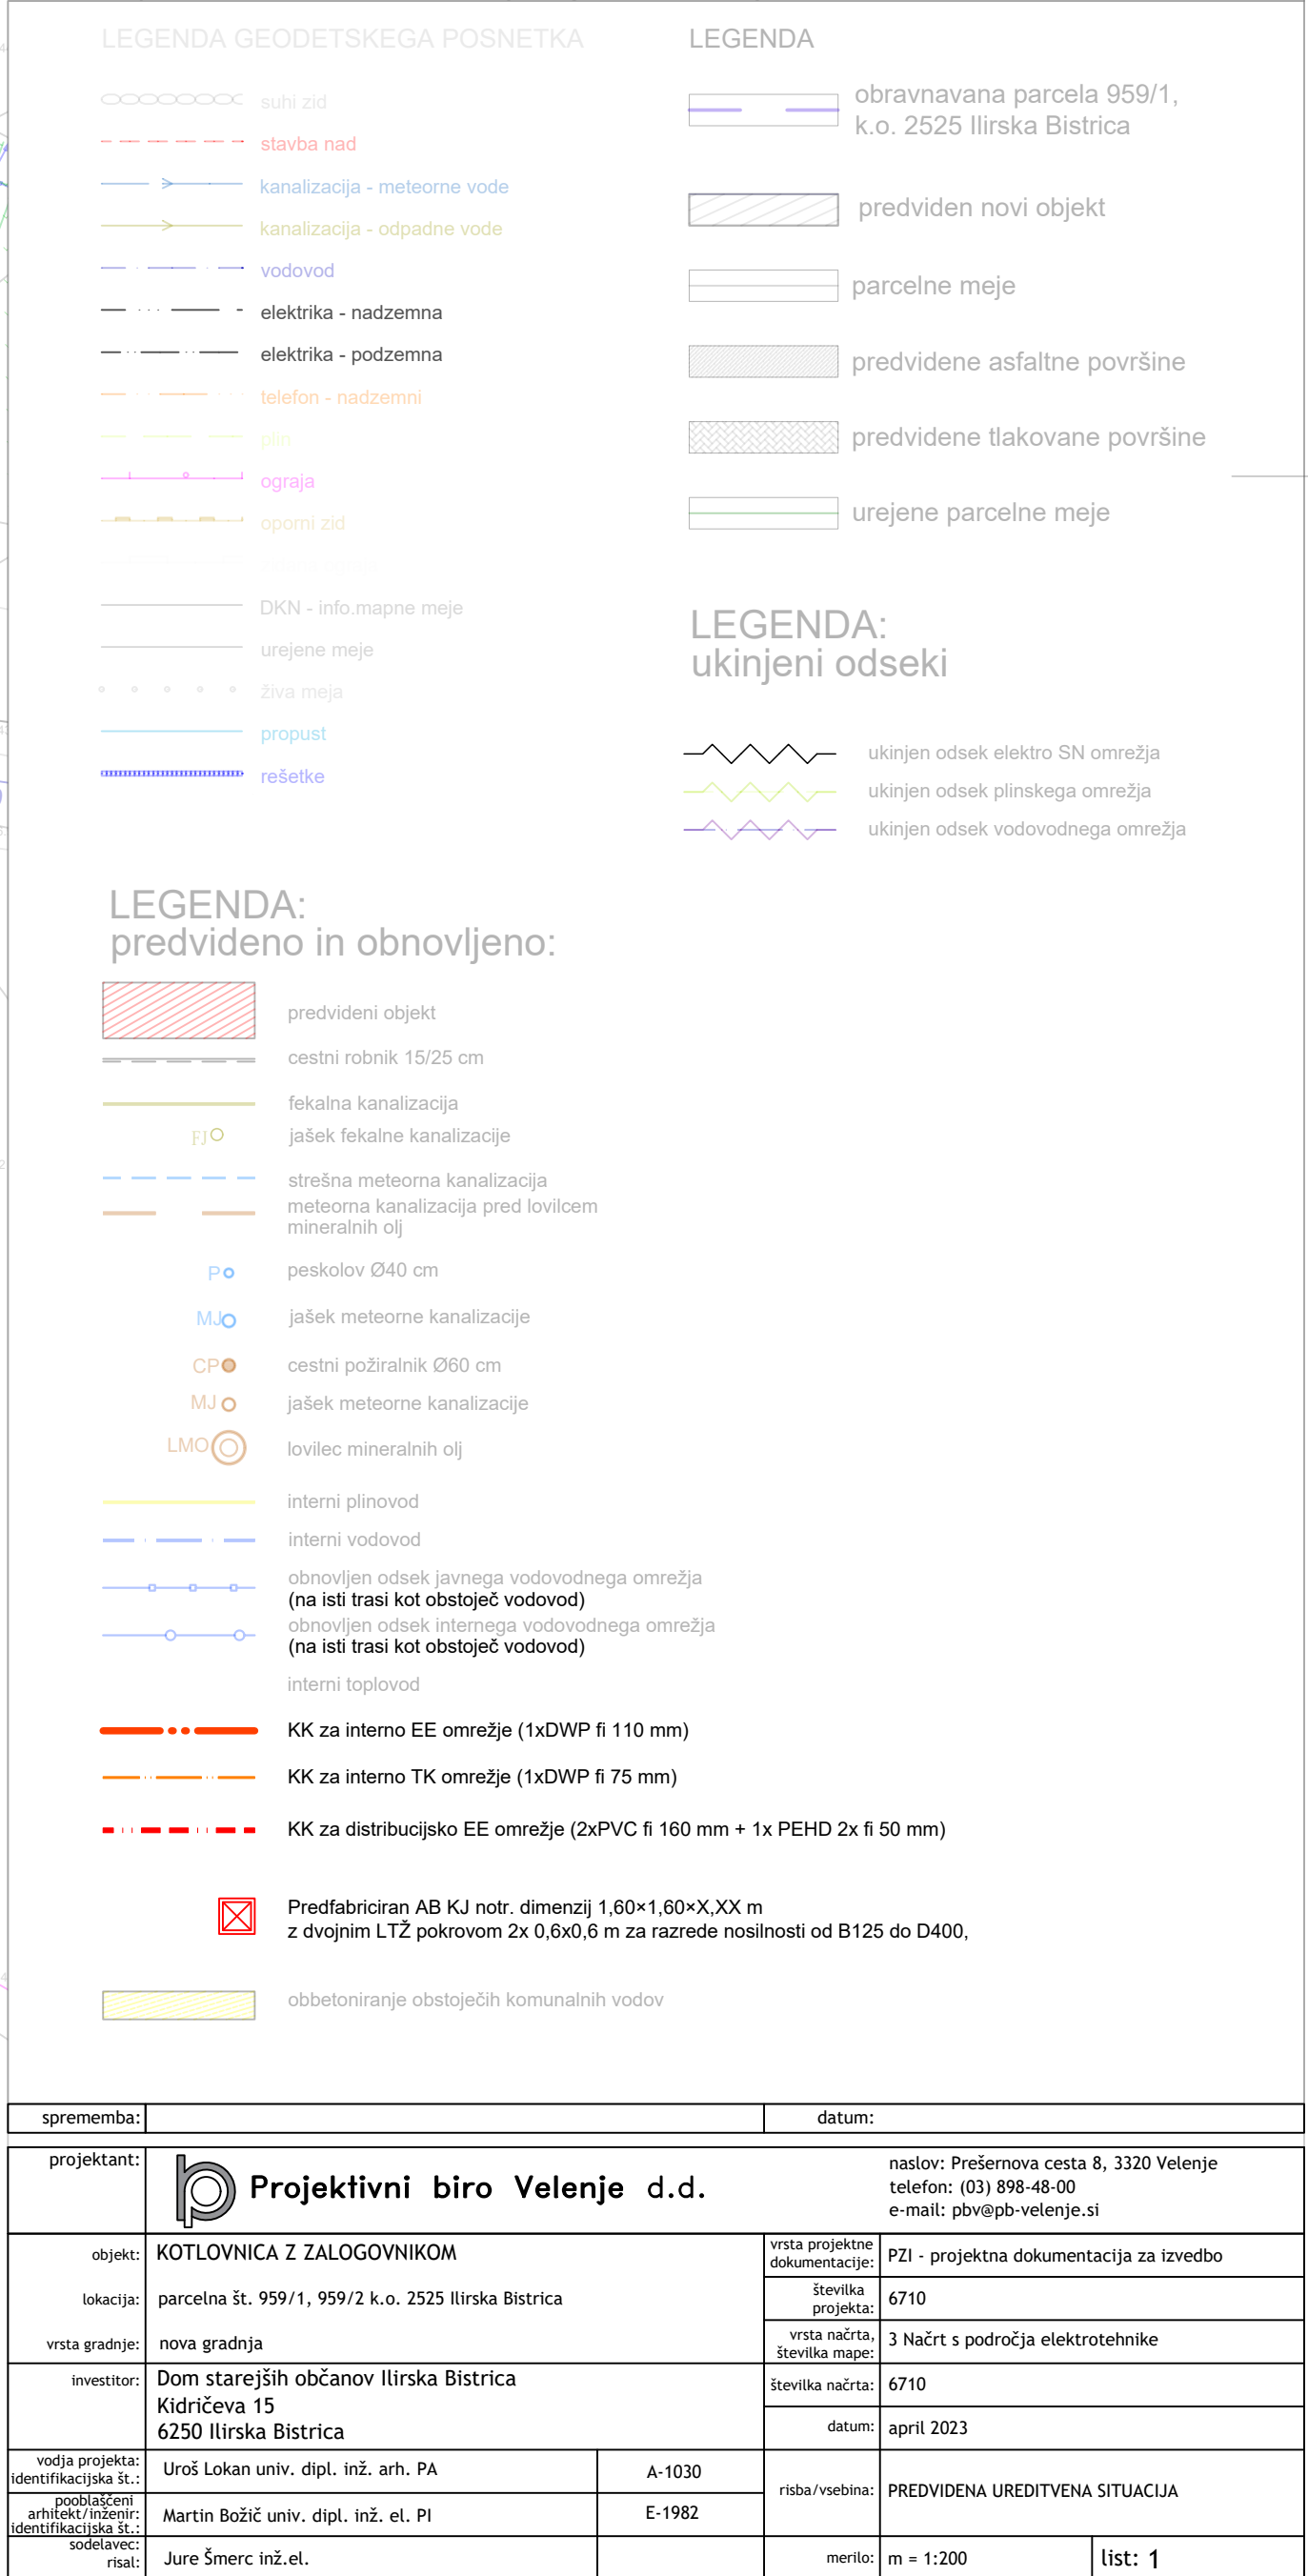 LEGENDA GEODETSKEGA POSNETKA
suhi zid
stavba nad
kanalizacija - meteorne vode
kanalizacija - odpadne vode
vodovod
elektrika - nadzemna
elektrika - podzemna
telefon - nadzemni
plin
ograja
oporni zid
DKN - info.mapne meje
urejene meje
živa meja
propust
rešetke
LEGENDA
obravnavana parcela 959/1,
k.o. 2525 Ilirska Bistrica
predviden novi objekt
parcelne meje
predvidene asfaltne površine
predvidene tlakovane površine
urejene parcelne meje
LEGENDA:
ukinjeni odseki
ukinjen odsek elektro SN omrežja
ukinjen odsek plinskega omrežja
ukinjen odsek vodovodnega omrežja
LEGENDA:
predvideno in obnovljeno:
predvideni objekt
cestni robnik 15/25 cm
fekalna kanalizacija
FJ jašek fekalne kanalizacije
strešna meteorna kanalizacija
meteorna kanalizacija pred lovilcem
mineralnih olj
P peskolov Ø40 cm
MJ jašek meteorne kanalizacije
CP cestni požiralnik Ø60 cm
MJ jašek meteorne kanalizacije
LMO lovilec mineralnih olj
interni plinovod
interni vodovod
obnovljen odsek javnega vodovodnega omrežja
(na isti trasi kot obstoječ vodovod)
obnovljen odsek internega vodovodnega omrežja
(na isti trasi kot obstoječ vodovod)
interni toplovod
KK za interno EE omrežje (1xDWP fi 110 mm)
KK za interno TK omrežje (1xDWP fi 75 mm)
KK za distribucijsko EE omrežje (2xPVC fi 160 mm + 1x PEHD 2x fi 50 mm)
Predfabriciran AB KJ notr. dimenzij 1,60×1,60×X,XX m
z dvojnim LTŽ pokrovom 2x 0,6x0,6 m za razrede nosilnosti od B125 do D400,
obbetoniranje obstoječih komunalnih vodov
sprememba:
datum:
projektant:
Projektivni biro Velenje d.d.
naslov: Prešernova cesta 8, 3320 Velenje
telefon: (03) 898-48-00
e-mail: pbv@pb-velenje.si
objekt: KOTLOVNICA Z ZALOGOVNIKOM
lokacija: parcelna št. 959/1, 959/2 k.o. 2525 Ilirska Bistrica
vrsta gradnje: nova gradnja
vrsta projektne
dokumentacije: PZI - projektna dokumentacija za izvedbo
številka
projekta: 6710
vrsta načrta,
številka mape: 3 Načrt s področja elektrotehnike
investitor: Dom starejših občanov Ilirska Bistrica
Kidričeva 15
6250 Ilirska Bistrica
številka načrta: 6710
datum: april 2023
vodja projekta:
identifikacijska št.: Uroš Lokan univ. dipl. inž. arh. PA A-1030
pooblaščeni
arhitekt/inženir:
identifikacijska št.: Martin Božič univ. dipl. inž. el. PI E-1982
risba/vsebina: PREDVIDENA UREDITVENA SITUACIJA
sodelavec:
risal: Jure Šmerc inž.el.
merilo: m = 1:200
list: 1